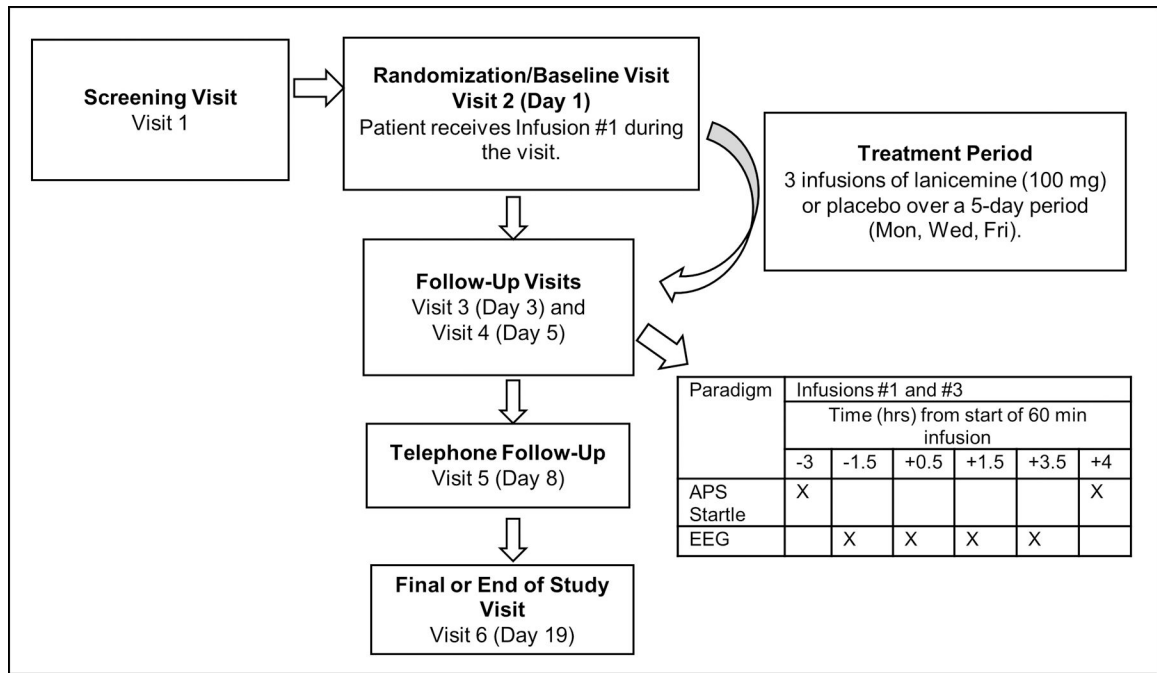 Screening Visit
Visit 1
Randomization/Baseline Visit
Visit 2 (Day 1)
Patient receives Infusion #1 during
the visit.
Treatment Period
3 infusions of lanicemine (100 mg)
or placebo over a 5-day period
(Mon, Wed, Fri).
Follow-Up Visits
Visit 3 (Day 3) and
Visit 4 (Day 5)
Telephone Follow-Up
Visit 5 (Day 8)
Final or End of Study
Visit
Visit 6 (Day 19)
Paradigm Infusions #1 and #3
Time (hrs) from start of 60 min
infusion
-3 -1.5 +0.5 +1.5 +3.5 +4
APS X X
Startle
EEG X X X X